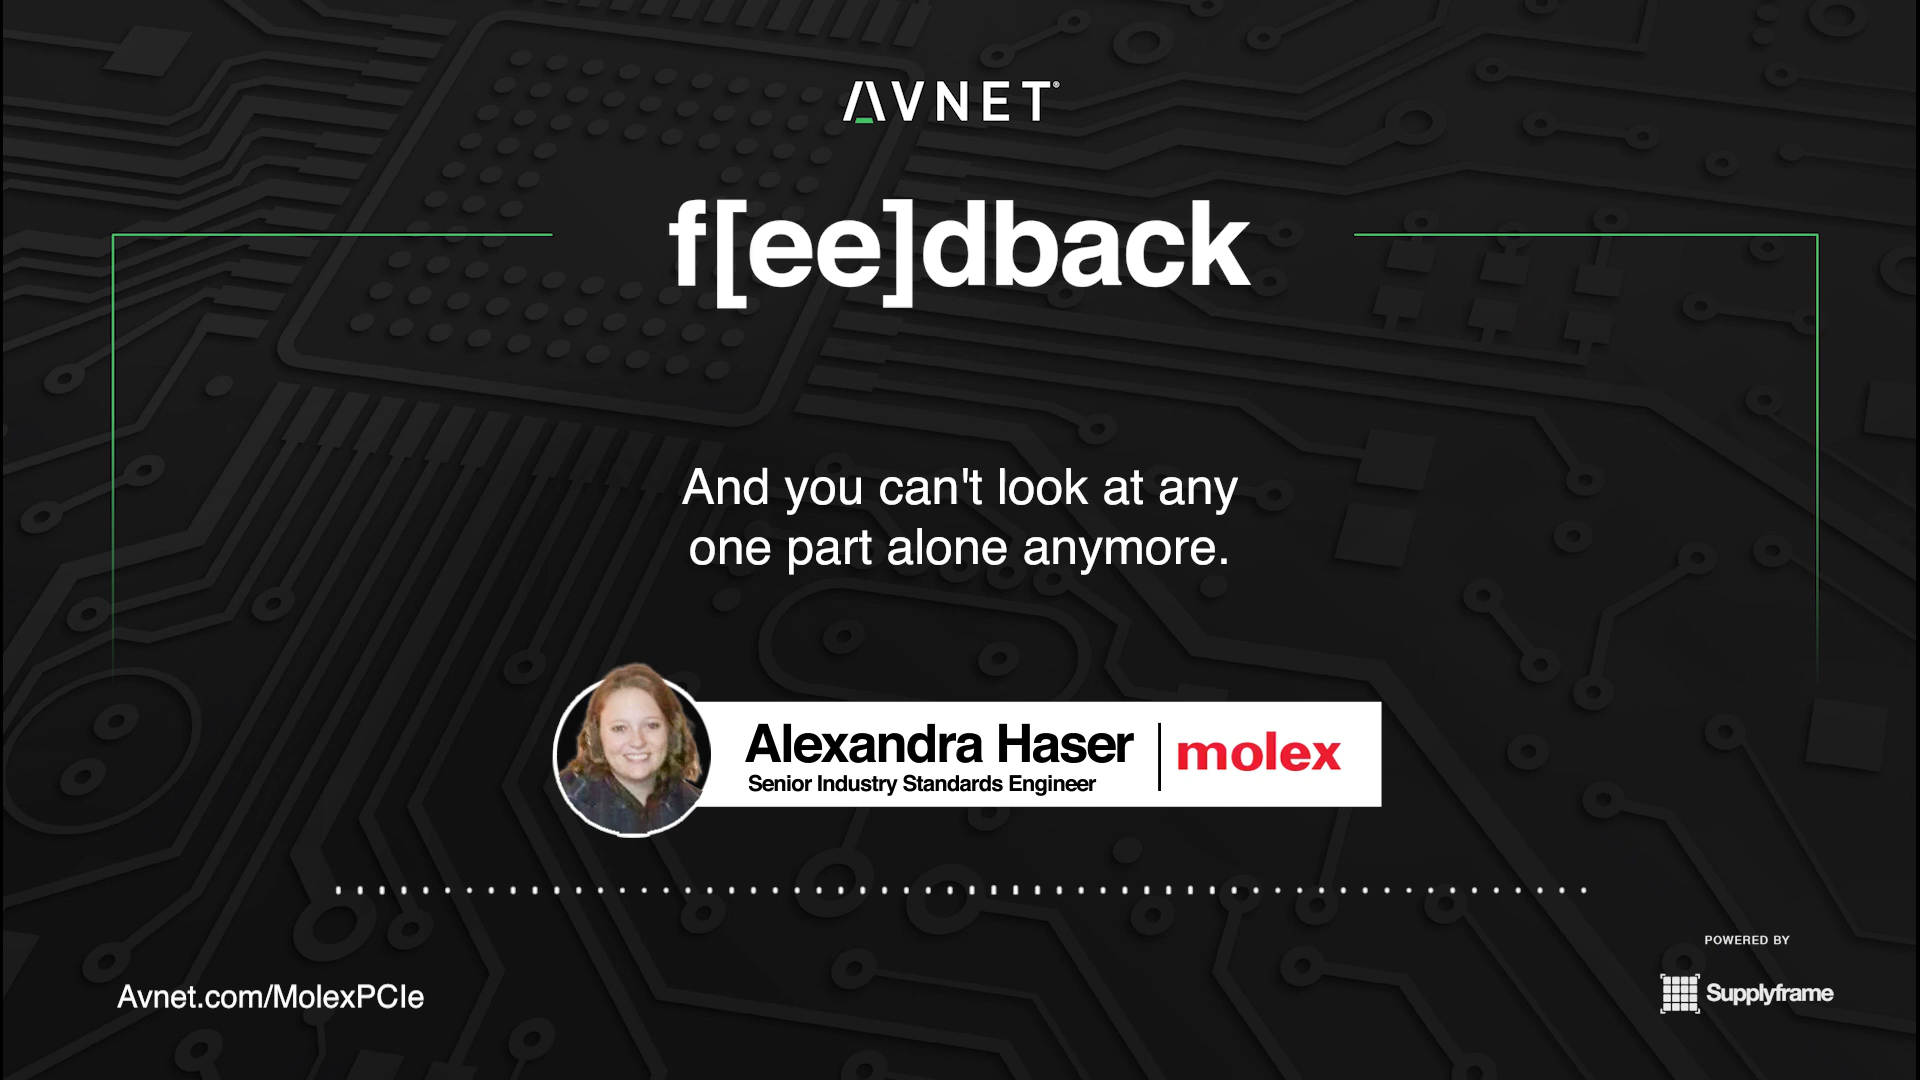 AVNET®
f[ee]dback
And you can't look at any
one part alone anymore.
Alexandra Haser
Senior Industry Standards Engineer
molex
POWERED BY
Supplyframe
Avnet.com/MolexPCIe